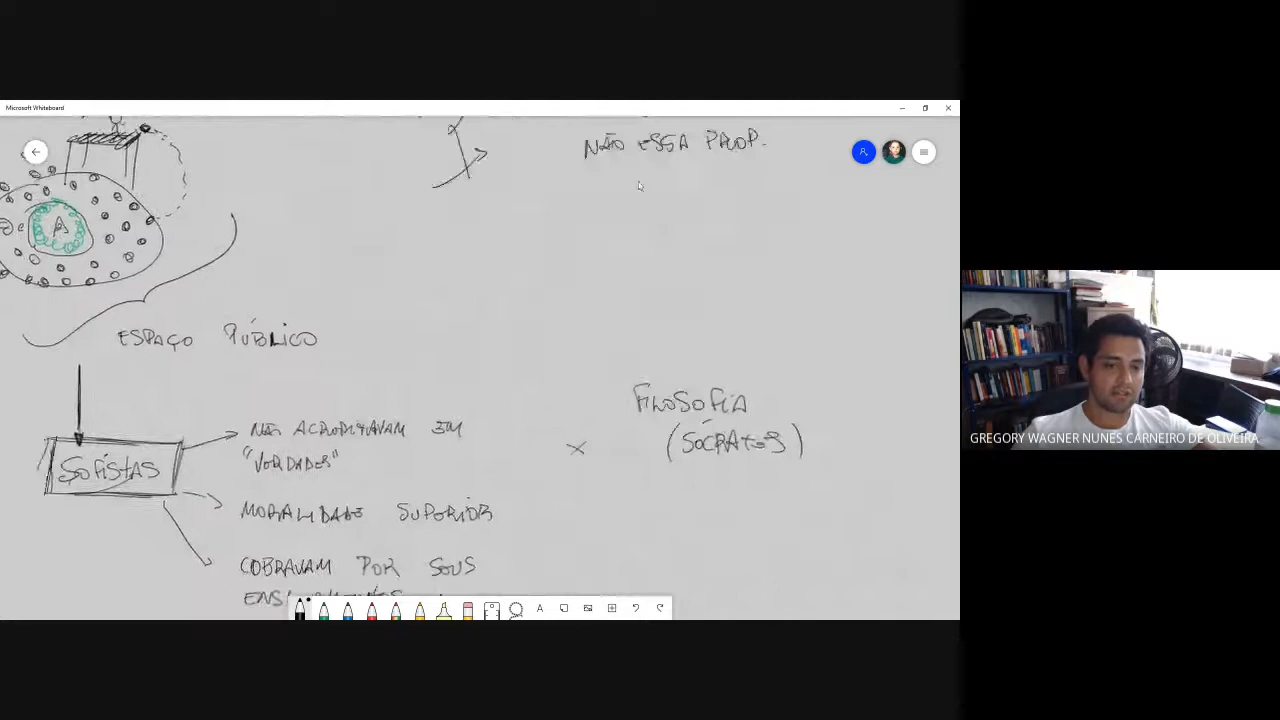 Microsoft Whiteboard
NÃO ESSA PROP.
A
ESPAÇO PÚBLICO
FILOSOFIA
(SÓCRATES)
NÃO ACREDITAVAM EM
"VERDADES"
X
SOFISTAS
MORALIDADE SUPERIOR
COBRAVAM POR SEUS
ENSINAMENTOS
GREGORY WAGNER NUNES CARNEIRO DE OLIVEIRA